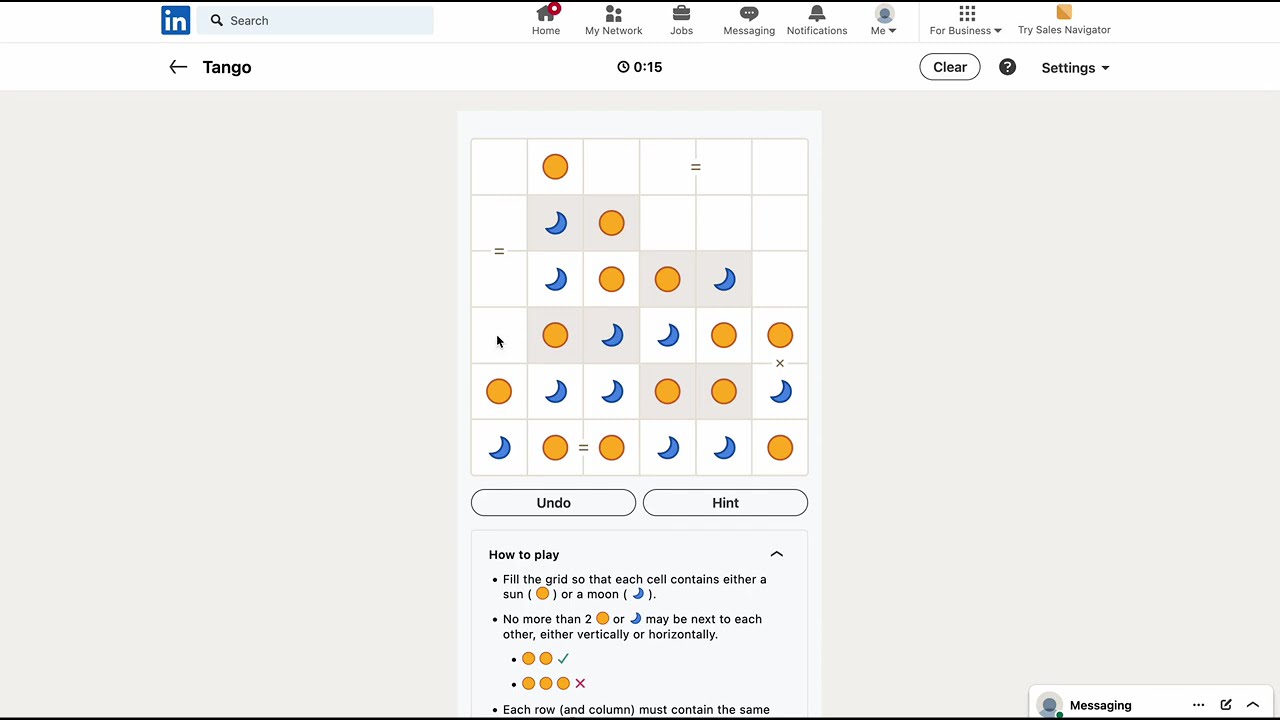 in
Search
Home
My Network
Jobs
Messaging
Notifications
Me
For Business
Try Sales Navigator
Tango
0:15
Clear
?
Settings
=
=
×
=
Undo
Hint
How to play
• Fill the grid so that each cell contains either a
sun ( ) or a moon ( ).
• No more than 2 or may be next to each
other, either vertically or horizontally.
• Each row (and column) must contain the same
Messaging